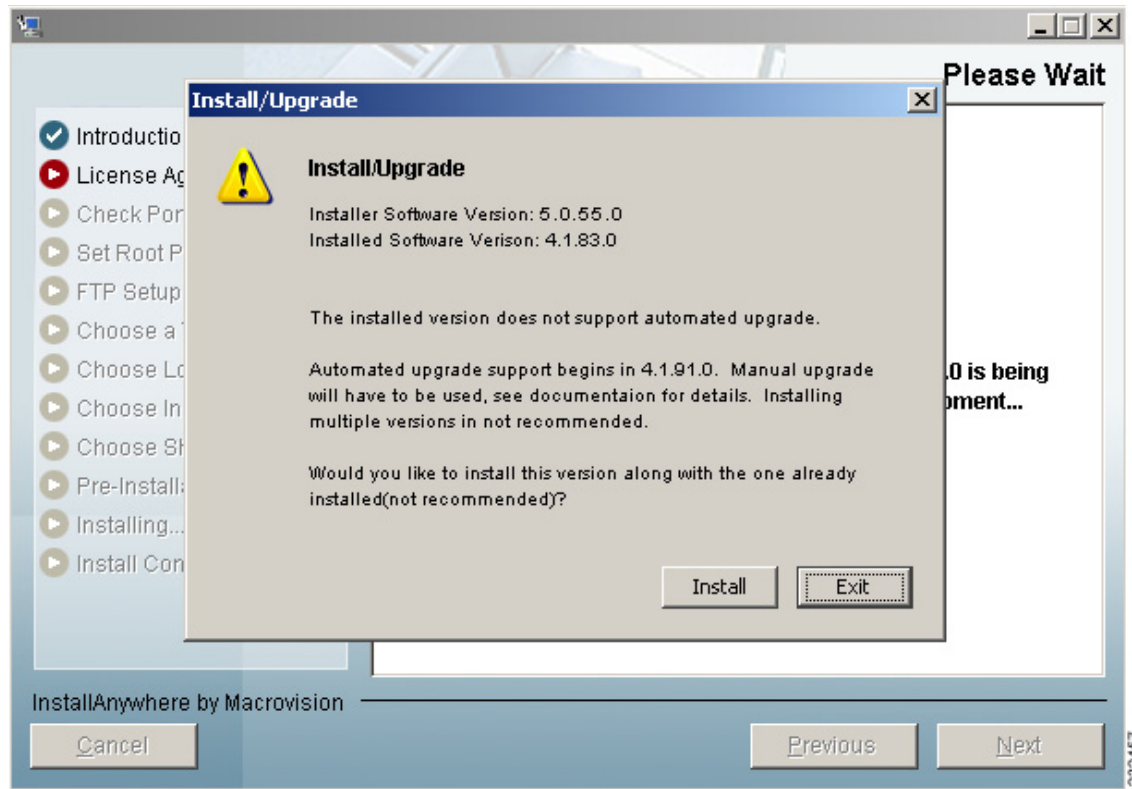 Please Wait
Install/Upgrade
Introductio
License Ag
Check Por
Set Root P
FTP Setup
Choose a
Choose Lo
Choose In
Choose Sh
Pre-Install
Installing...
Install Con
Install/Upgrade
Installer Software Version: 5.0.55.0
Installed Software Verison: 4.1.83.0
The installed version does not support automated upgrade.
Automated upgrade support begins in 4.1.91.0. Manual upgrade
will have to be used, see documentaion for details. Installing
multiple versions in not recommended.
Would you like to install this version along with the one already
installed(not recommended)?
Install
Exit
.0 is being
oment...
InstallAnywhere by Macrovision
Cancel
Previous
Next